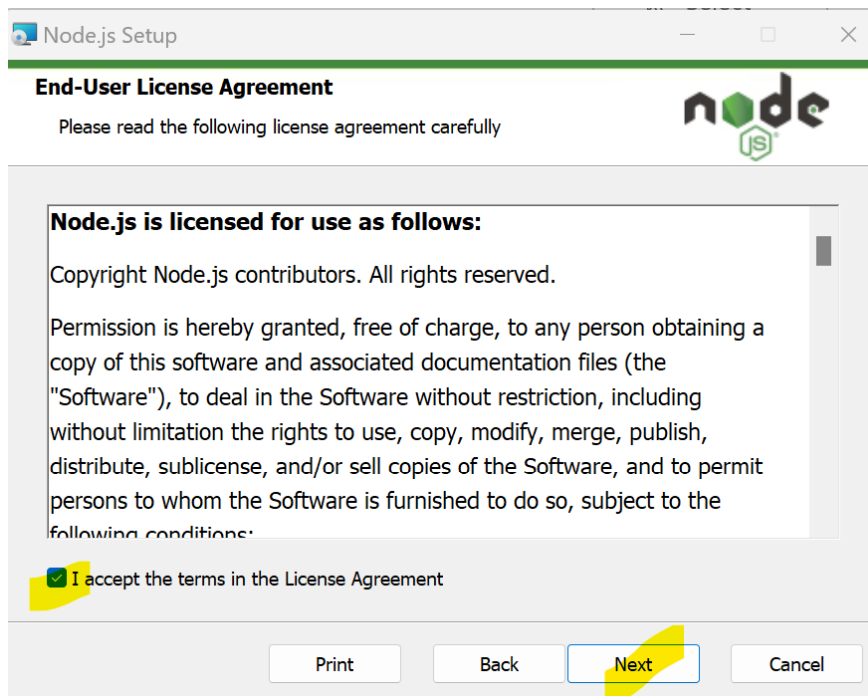 Node.js Setup
End-User License Agreement
Please read the following license agreement carefully
node
JS
Node.js is licensed for use as follows:
Copyright Node.js contributors. All rights reserved.
Permission is hereby granted, free of charge, to any person obtaining a
copy of this software and associated documentation files (the
"Software"), to deal in the Software without restriction, including
without limitation the rights to use, copy, modify, merge, publish,
distribute, sublicense, and/or sell copies of the Software, and to permit
persons to whom the Software is furnished to do so, subject to the
following conditions:
I accept the terms in the License Agreement
Print Back Next Cancel